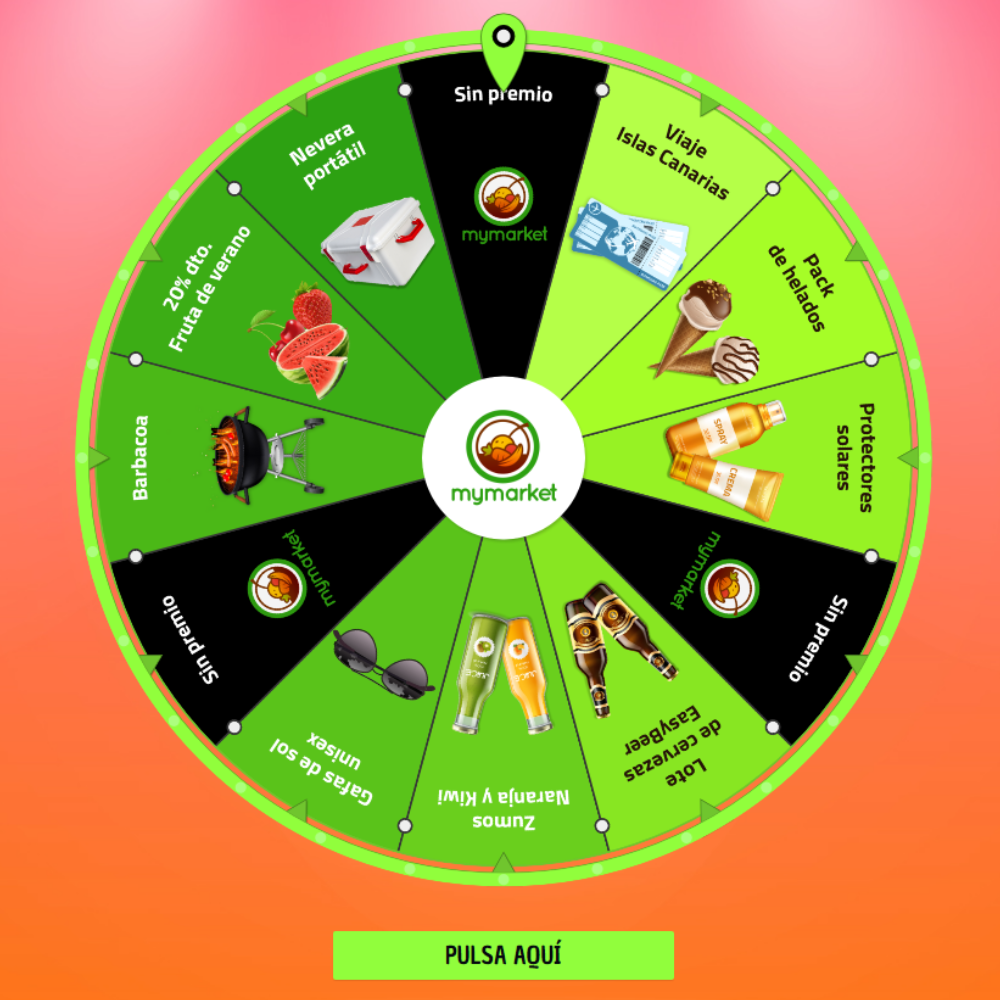 Sin premio
mymarket
Viaje
Islas Canarias
Pack
de helados
Protectores
solares
SPRAY
CREMA
Sin premio
mymarket
Lote
de cervezas
EasyBeer
Zumos
Naranja y Kiwi
JUICE
JUICE
Gafas de sol
unisex
Sin premio
mymarket
Barbacoa
20% dto.
Fruta de verano
Nevera
portátil
mymarket
PULSA AQUÍ